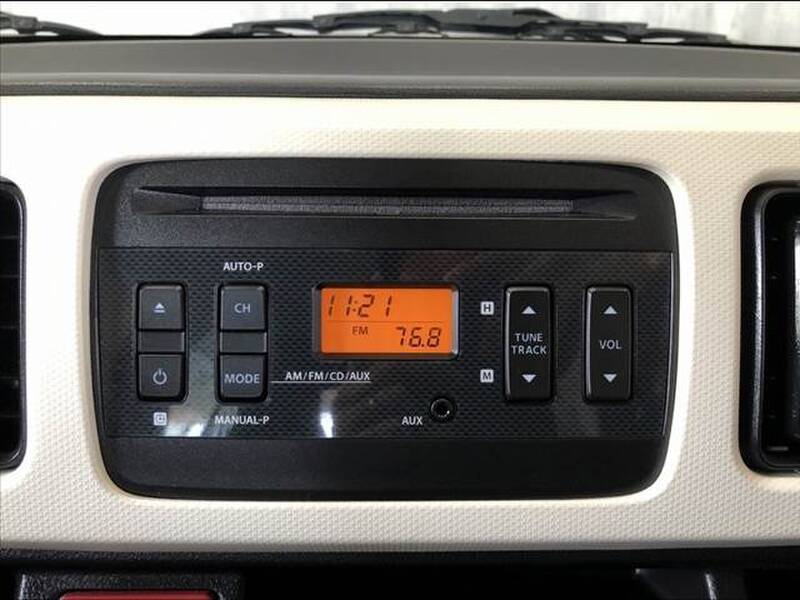 AUTO-P
CH
MODE
MANUAL-P
AM/FM/CD/AUX
11:21
FM
76.8
AUX
H
M
TUNE
TRACK
VOL